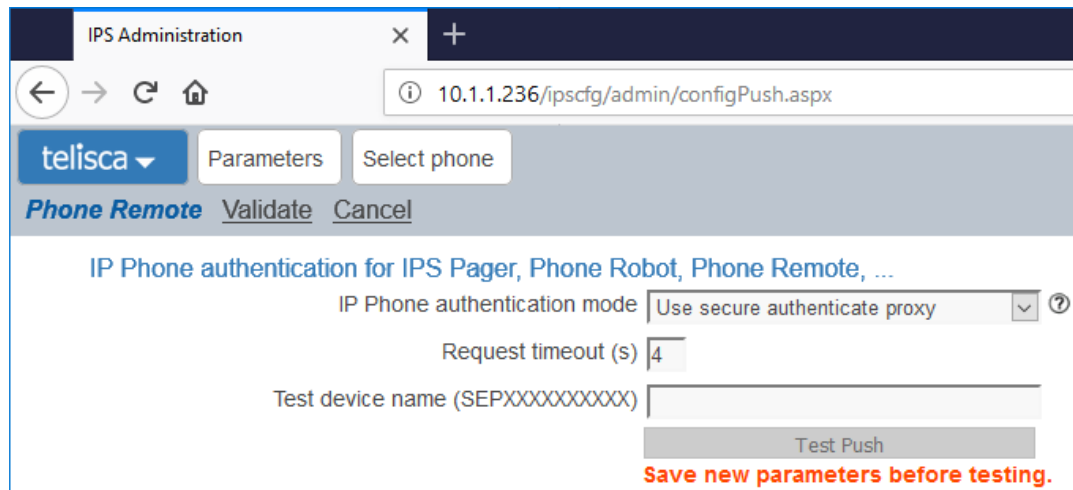 IPS Administration
10.1.1.236/ipscfg/admin/configPush.aspx
telisca Parameters Select phone
Phone Remote Validate Cancel
IP Phone authentication for IPS Pager, Phone Robot, Phone Remote, ...
IP Phone authentication mode Use secure authenticate proxy
Request timeout (s) 4
Test device name (SEPXXXXXXXXXX)
Test Push
Save new parameters before testing.